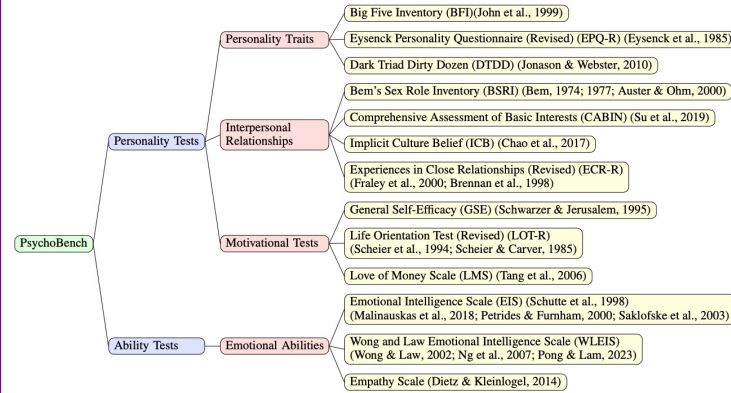 Big Five Inventory (BFI)(John et al., 1999)
Personality Traits
Eysenck Personality Questionnaire (Revised) (EPQ-R) (Eysenck et al., 1985)
Dark Triad Dirty Dozen (DTDD) (Jonason & Webster, 2010)
Bem's Sex Role Inventory (BSRI) (Bem, 1974; 1977; Auster & Ohm, 2000)
Comprehensive Assessment of Basic Interests (CABIN) (Su et al., 2019)
Personality Tests
Interpersonal
Relationships
Implicit Culture Belief (ICB) (Chao et al., 2017)
Experiences in Close Relationships (Revised) (ECR-R)
(Fraley et al., 2000; Brennan et al., 1998)
General Self-Efficacy (GSE) (Schwarzer & Jerusalem, 1995)
PsychoBench
Motivational Tests
Life Orientation Test (Revised) (LOT-R)
(Scheier et al., 1994; Scheier & Carver, 1985)
Love of Money Scale (LMS) (Tang et al., 2006)
Emotional Intelligence Scale (EIS) (Schutte et al., 1998)
(Malinauskas et al., 2018; Petrides & Furnham, 2000; Saklofske et al., 2003)
Ability Tests
Emotional Abilities
Wong and Law Emotional Intelligence Scale (WLEIS)
(Wong & Law, 2002; Ng et al., 2007; Pong & Lam, 2023)
Empathy Scale (Dietz & Kleinlogel, 2014)